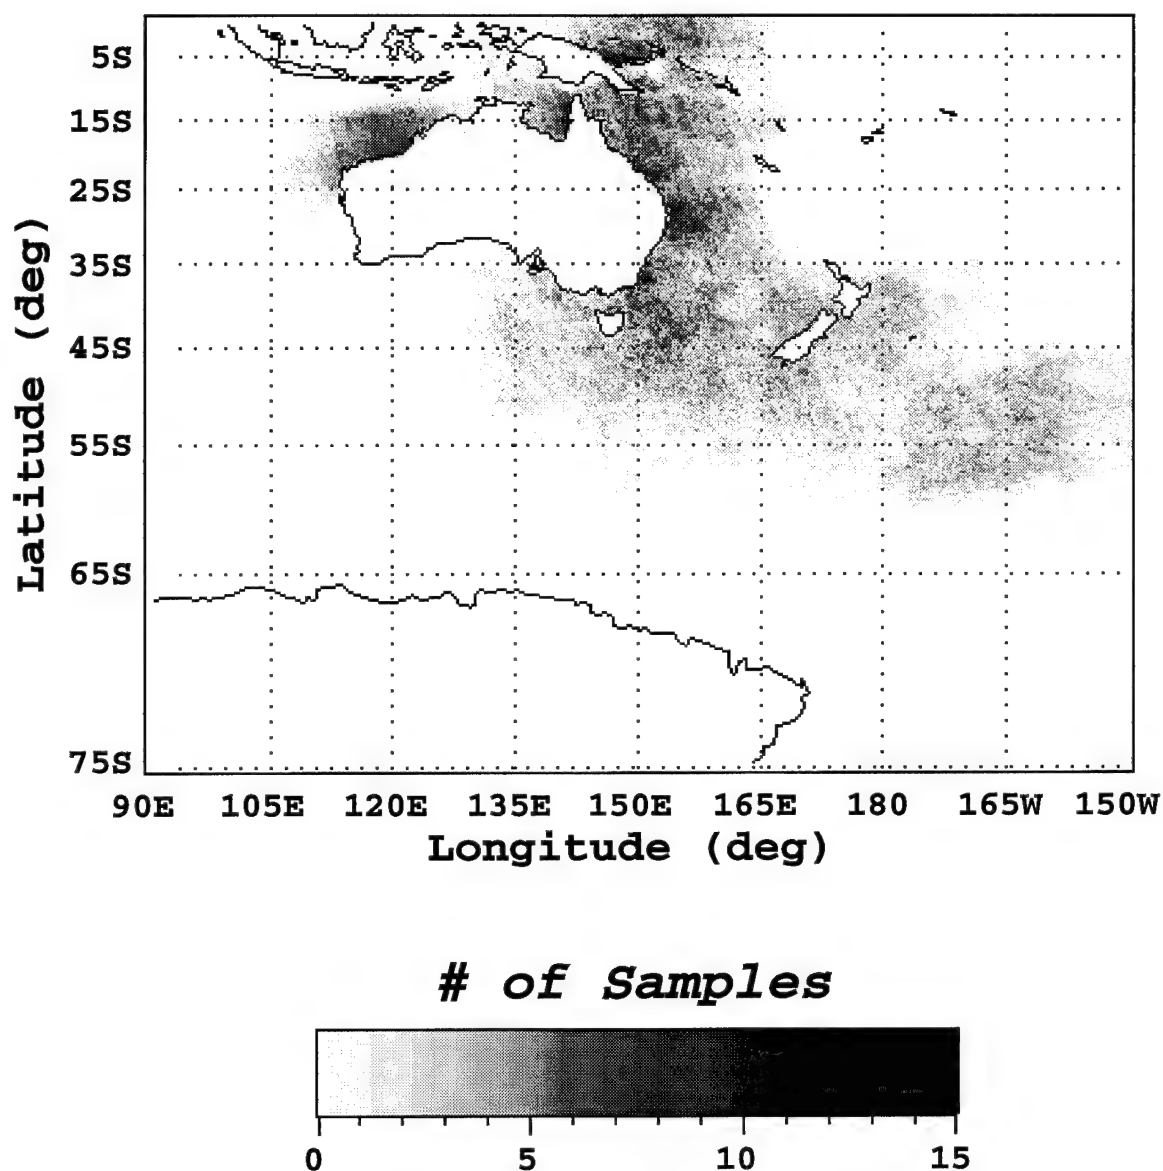 5S
15S
25S
35S
45S
55S
65S
75S
Latitude (deg)
90E 105E 120E 135E 150E 165E 180 165W 150W
Longitude (deg)
# of Samples
0 5 10 15